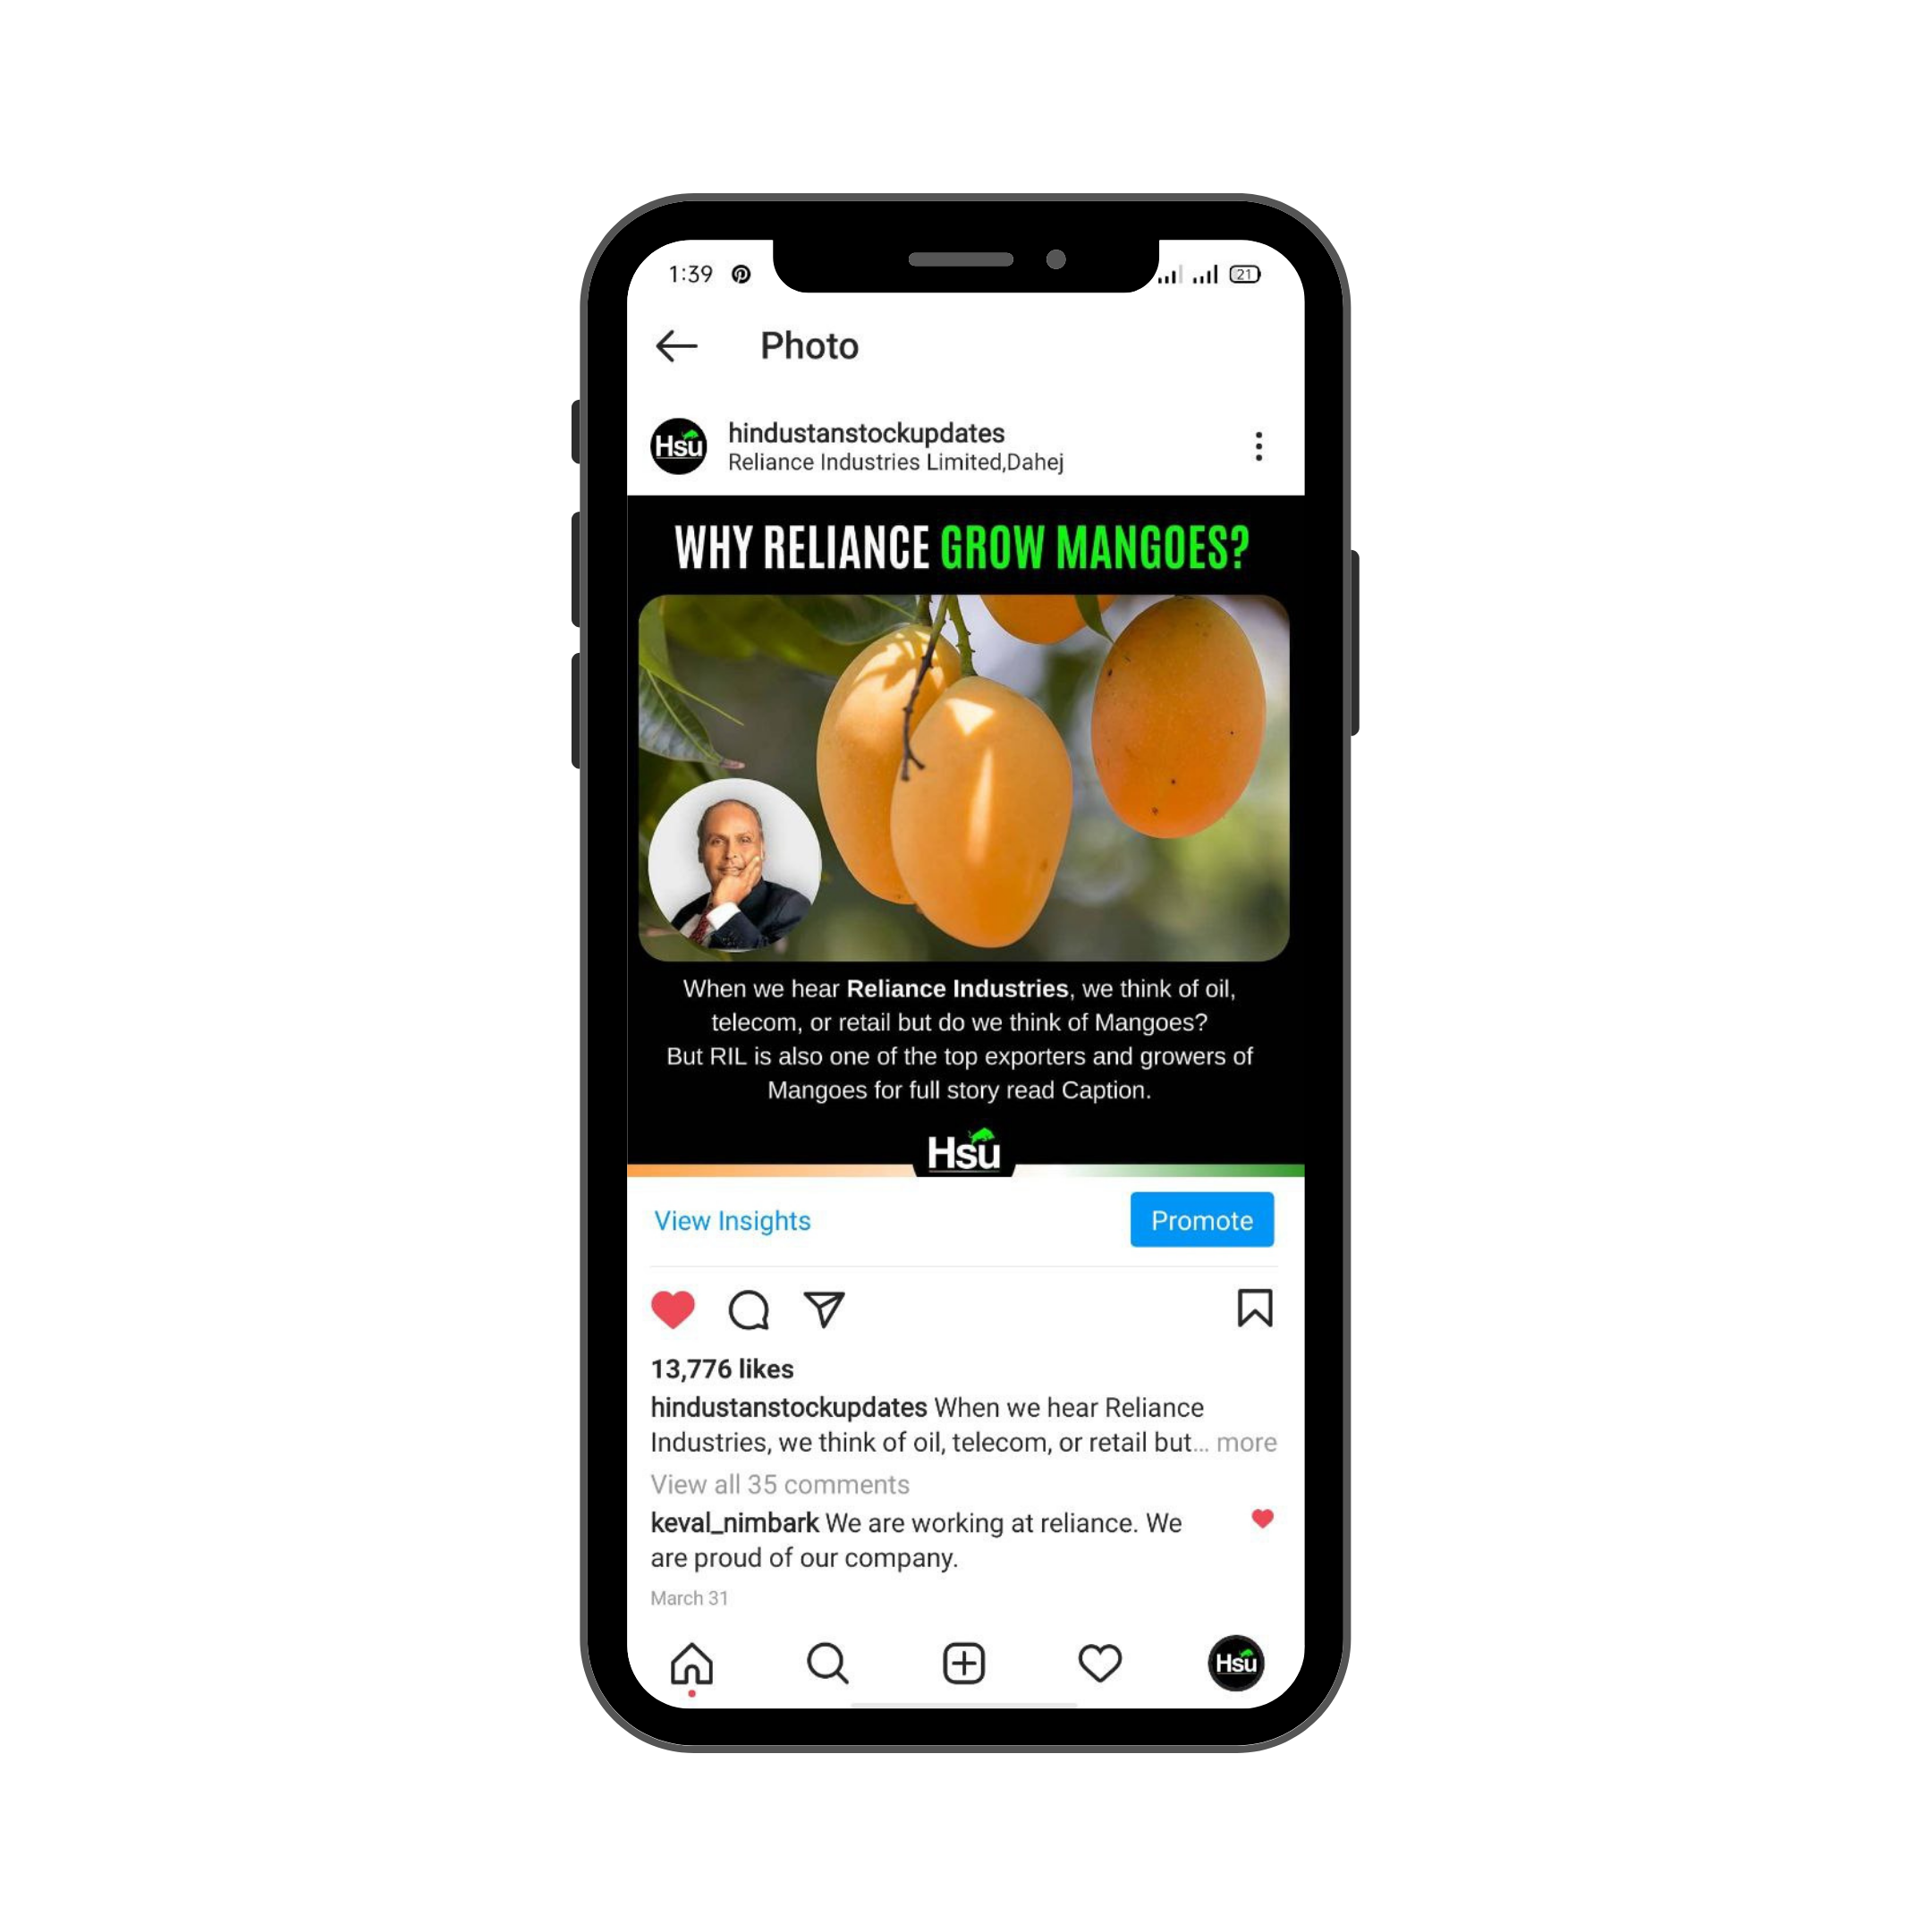 1:39
21
Photo
Hsu
hindustanstockupdates
Reliance Industries Limited,Dahej
WHY RELIANCE GROW MANGOES?
When we hear Reliance Industries, we think of oil,
telecom, or retail but do we think of Mangoes?
But RIL is also one of the top exporters and growers of
Mangoes for full story read Caption.
Hsu
View Insights
Promote
13,776 likes
hindustanstockupdates When we hear Reliance
Industries, we think of oil, telecom, or retail but... more
View all 35 comments
keval_nimbark We are working at reliance. We
are proud of our company.
March 31
Hsu